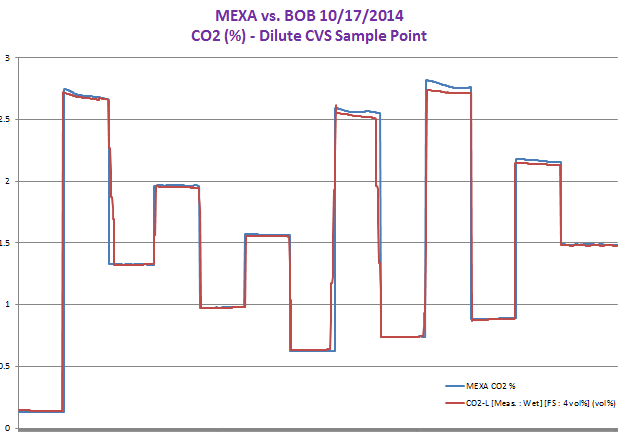 MEXA vs. BOB 10/17/2014
CO2 (%) - Dilute CVS Sample Point
3
2.5
2
1.5
1
0.5
0
MEXA CO2 %
CO2-L [Meas. : Wet] [FS : 4 vol%] (vol%)